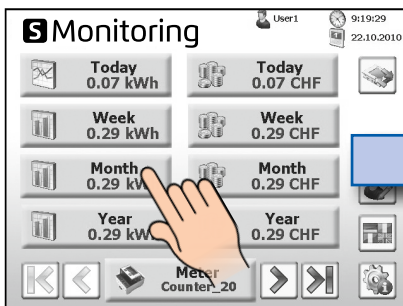 S Monitoring
User1
9:19:29
22.10.2010
Today
0.07 kWh
Today
0.07 CHF
Week
0.29 kWh
Week
0.29 CHF
Month
0.29
Month
0.29 CHF
Year
0.29
Year
0.29 CHF
Meter
Counter_20